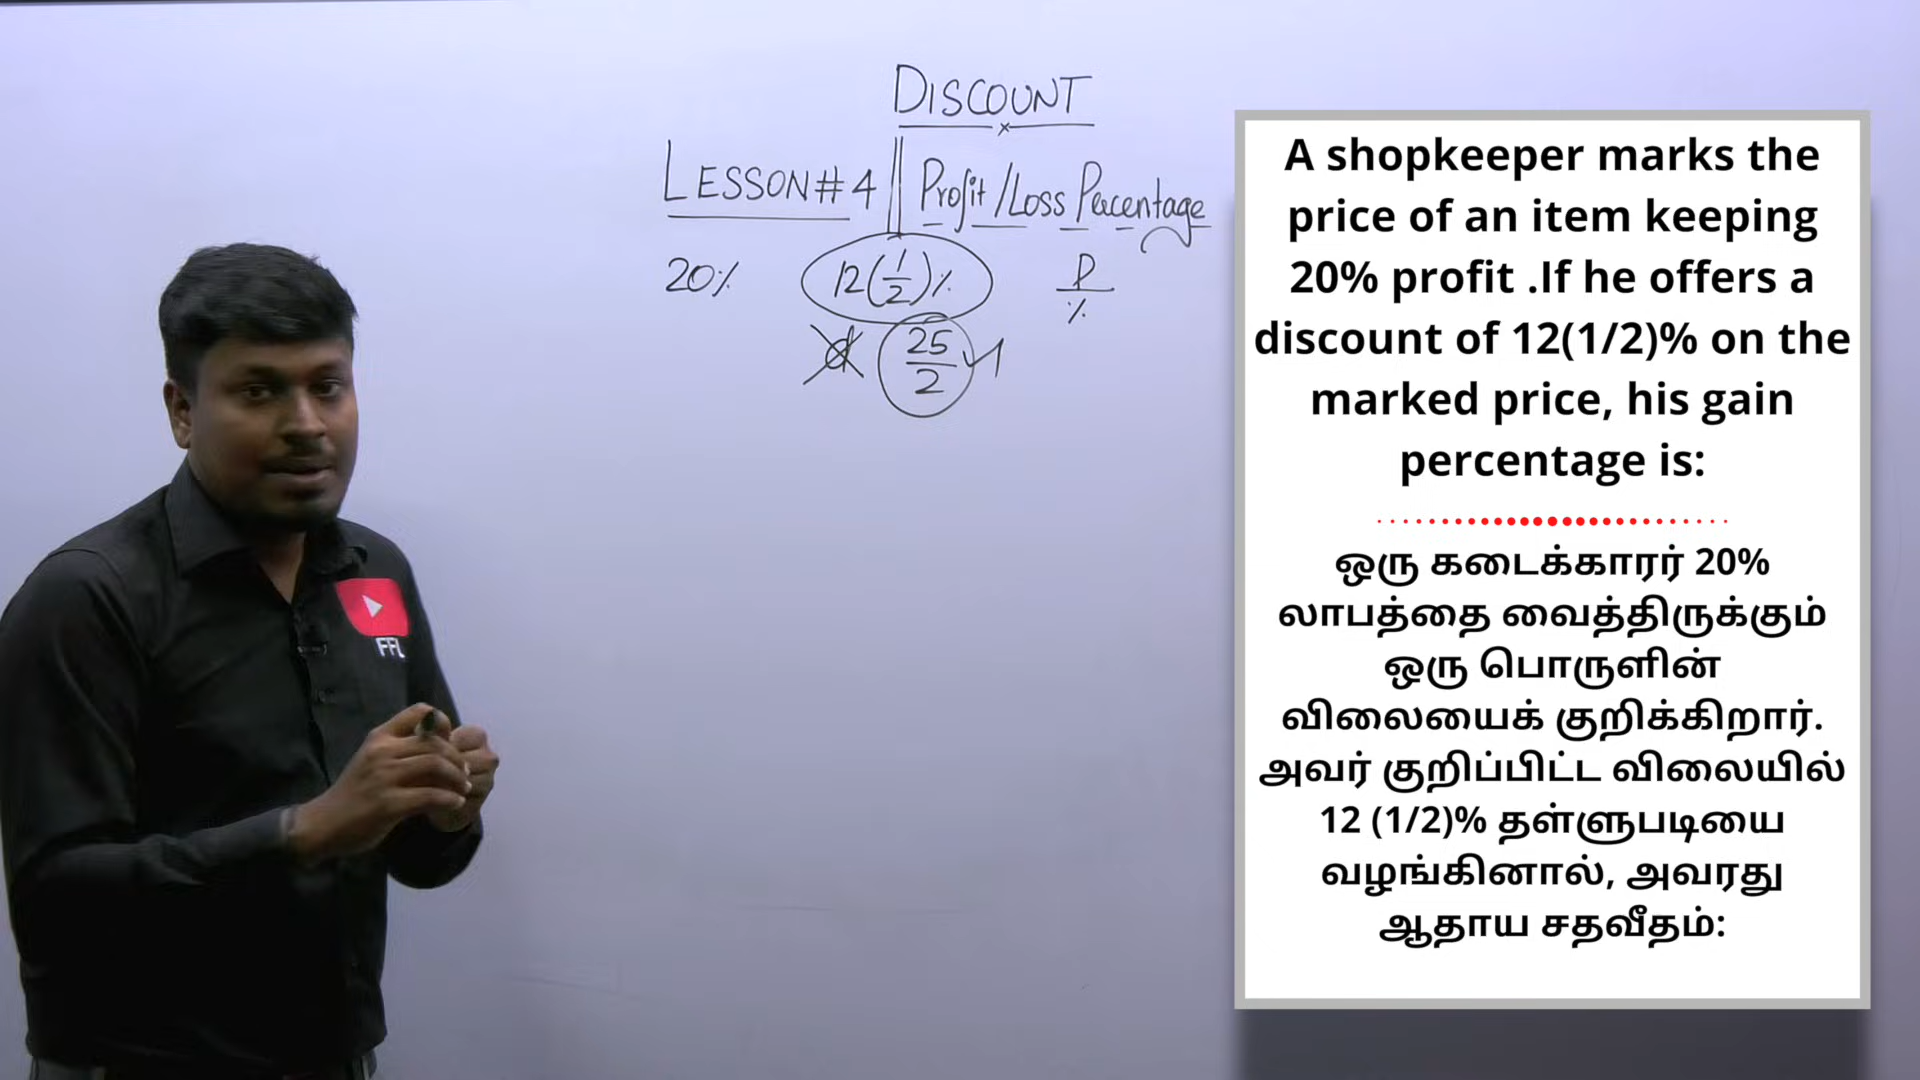 DISCOUNT
LESSON#4 Profit/Loss Percentage
20% 12(1/2)% P/%
d 25/2
A shopkeeper marks the
price of an item keeping
20% profit .If he offers a
discount of 12(1/2)% on the
marked price, his gain
percentage is:
ஒரு கடைக்காரர் 20%
லாபத்தை வைத்திருக்கும்
ஒரு பொருளின்
விலையைக் குறிக்கிறார்.
அவர் குறிப்பிட்ட விலையில்
12 (1/2)% தள்ளுபடியை
வழங்கினால், அவரது
ஆதாய சதவீதம்:
FFL